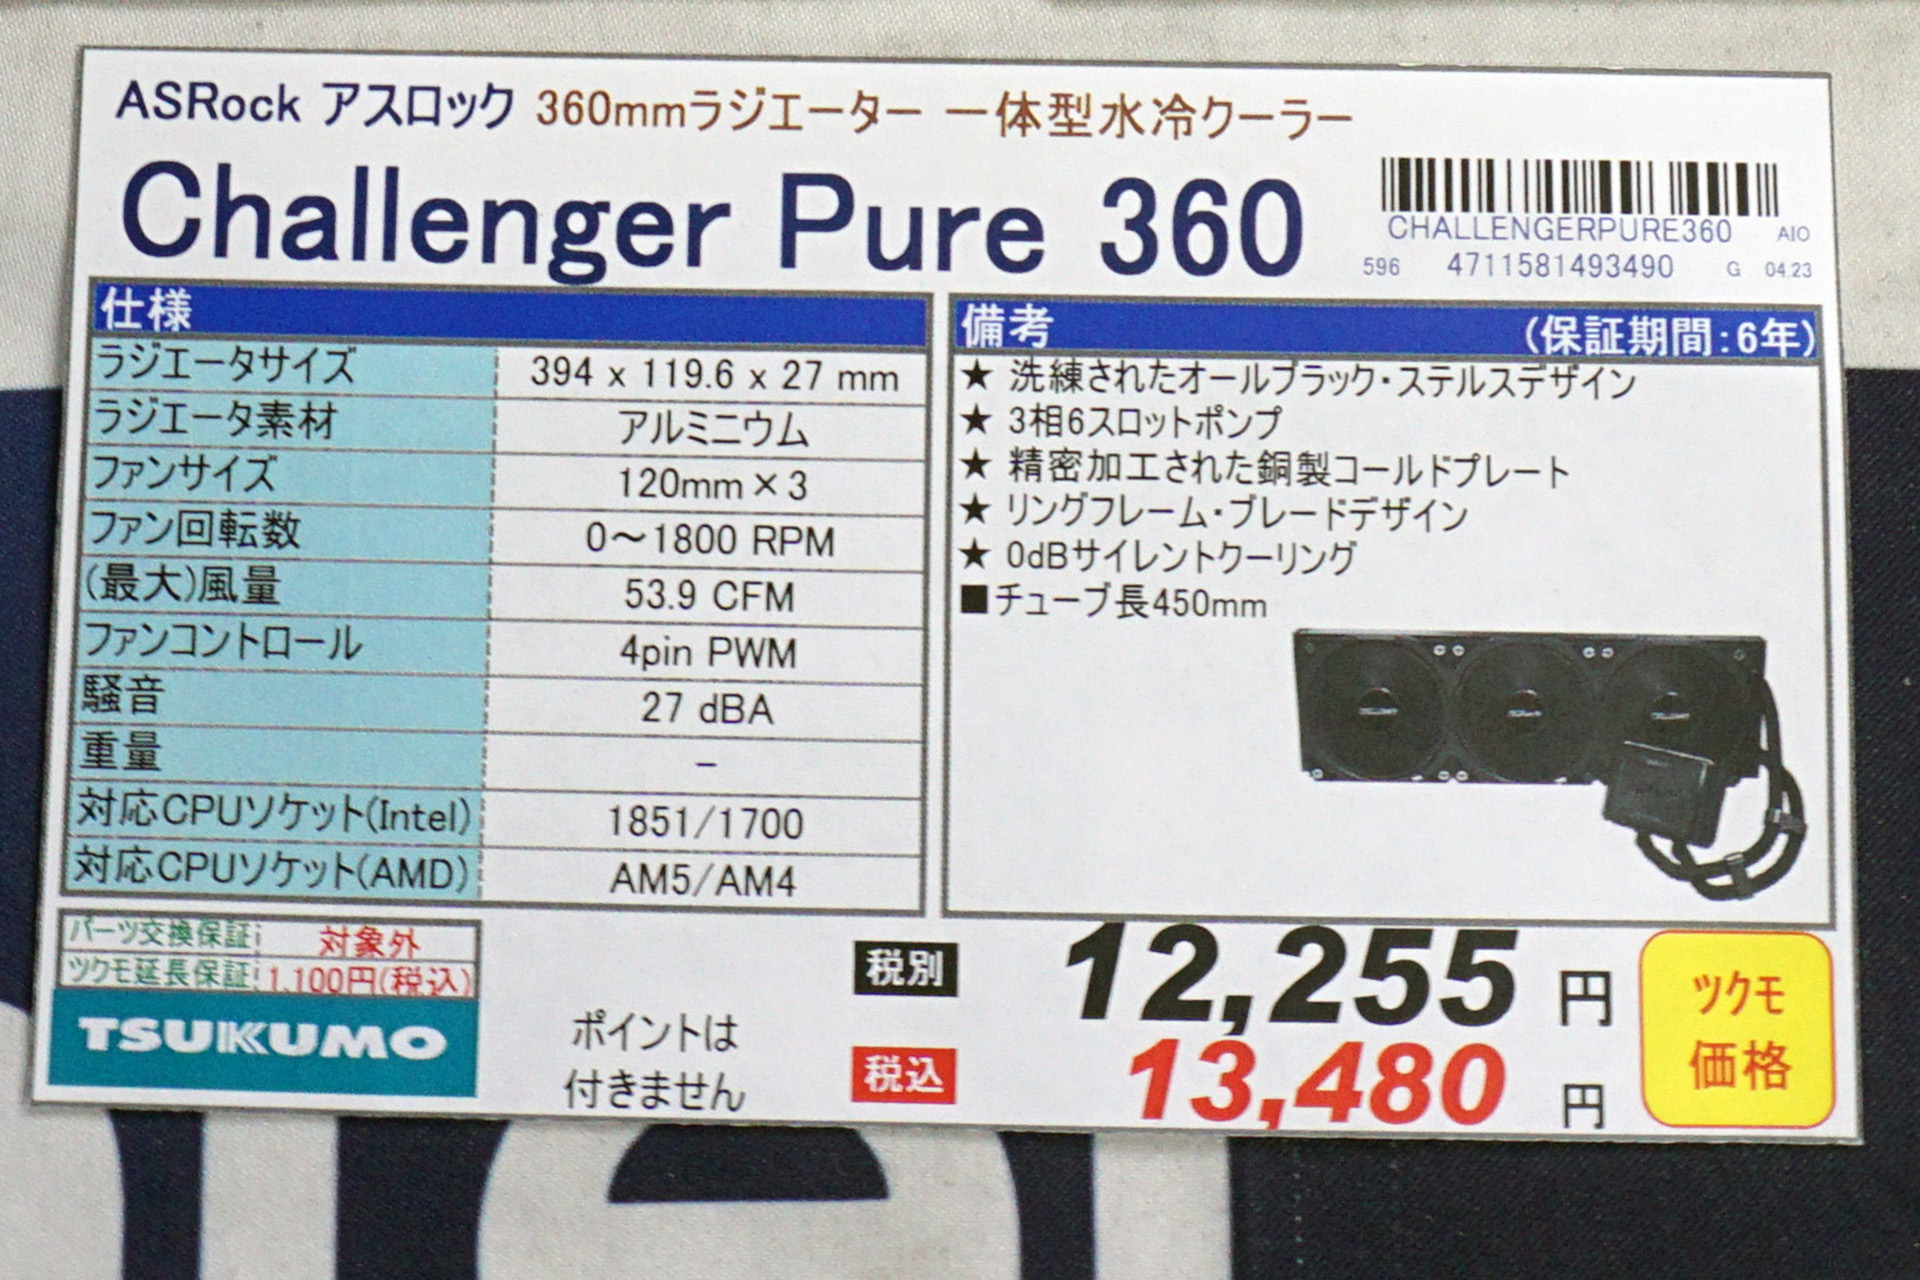 ASRock アスロック 360mmラジエーター 一体型水冷クーラー
Challenger Pure 360
CHALLENGERPURE360 AIO
596 4711581493490 G 04.23
仕様
ラジエータサイズ 394 x 119.6 x 27 mm
ラジエータ素材 アルミニウム
ファンサイズ 120mm×3
ファン回転数 0～1800 RPM
(最大)風量 53.9 CFM
ファンコントロール 4pin PWM
騒音 27 dBA
重量 -
対応CPUソケット(Intel) 1851/1700
対応CPUソケット(AMD) AM5/AM4
備考 (保証期間:6年)
★ 洗練されたオールブラック・ステルスデザイン
★ 3相6スロットポンプ
★ 精密加工された銅製コールドプレート
★ リングフレーム・ブレードデザイン
★ 0dBサイレントクーリング
■チューブ長450mm
パーツ交換保証 対象外
ツクモ延長保証 1,100円(税込)
TSUKUMO
ポイントは
付きません
税別 12,255 円
税込 13,480 円
ツクモ
価格